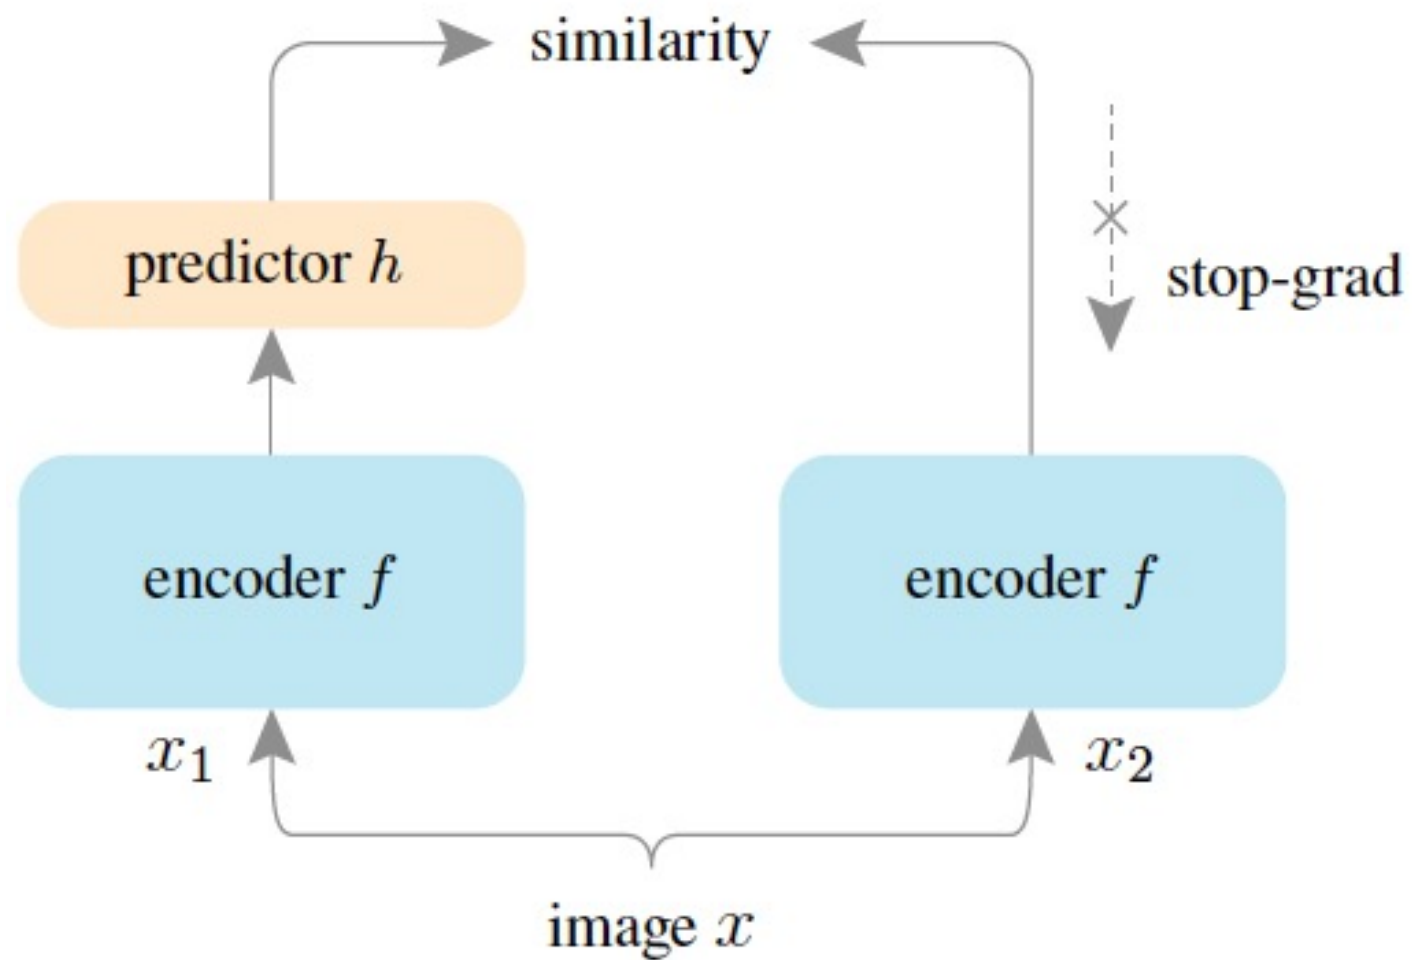 similarity
predictor h
stop-grad
encoder f
encoder f
x₁
x₂
image x